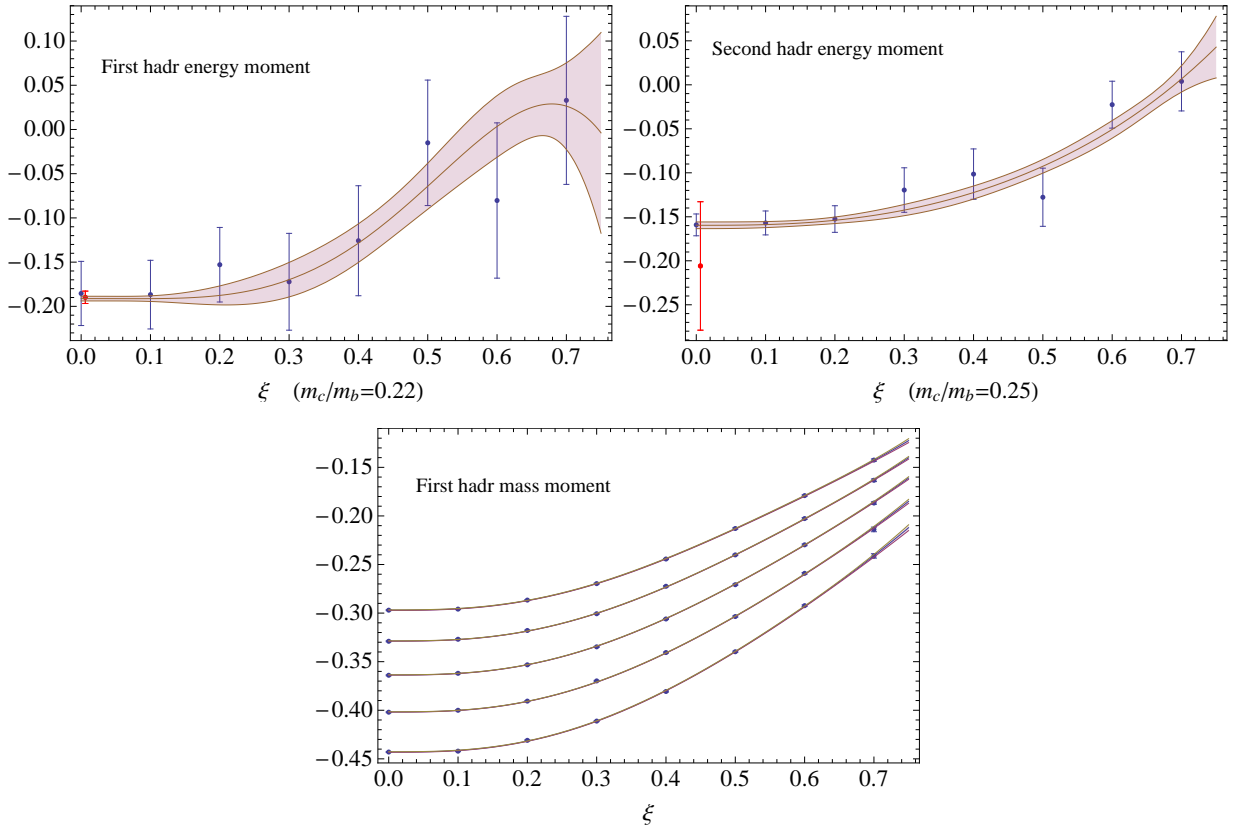 First hadr energy moment
0.10
0.05
0.00
−0.05
−0.10
−0.15
−0.20
0.0 0.1 0.2 0.3 0.4 0.5 0.6 0.7
ξ (m_c/m_b=0.22)
Second hadr energy moment
0.05
0.00
−0.05
−0.10
−0.15
−0.20
−0.25
0.0 0.1 0.2 0.3 0.4 0.5 0.6 0.7
ξ (m_c/m_b=0.25)
First hadr mass moment
−0.15
−0.20
−0.25
−0.30
−0.35
−0.40
−0.45
0.0 0.1 0.2 0.3 0.4 0.5 0.6 0.7
ξ